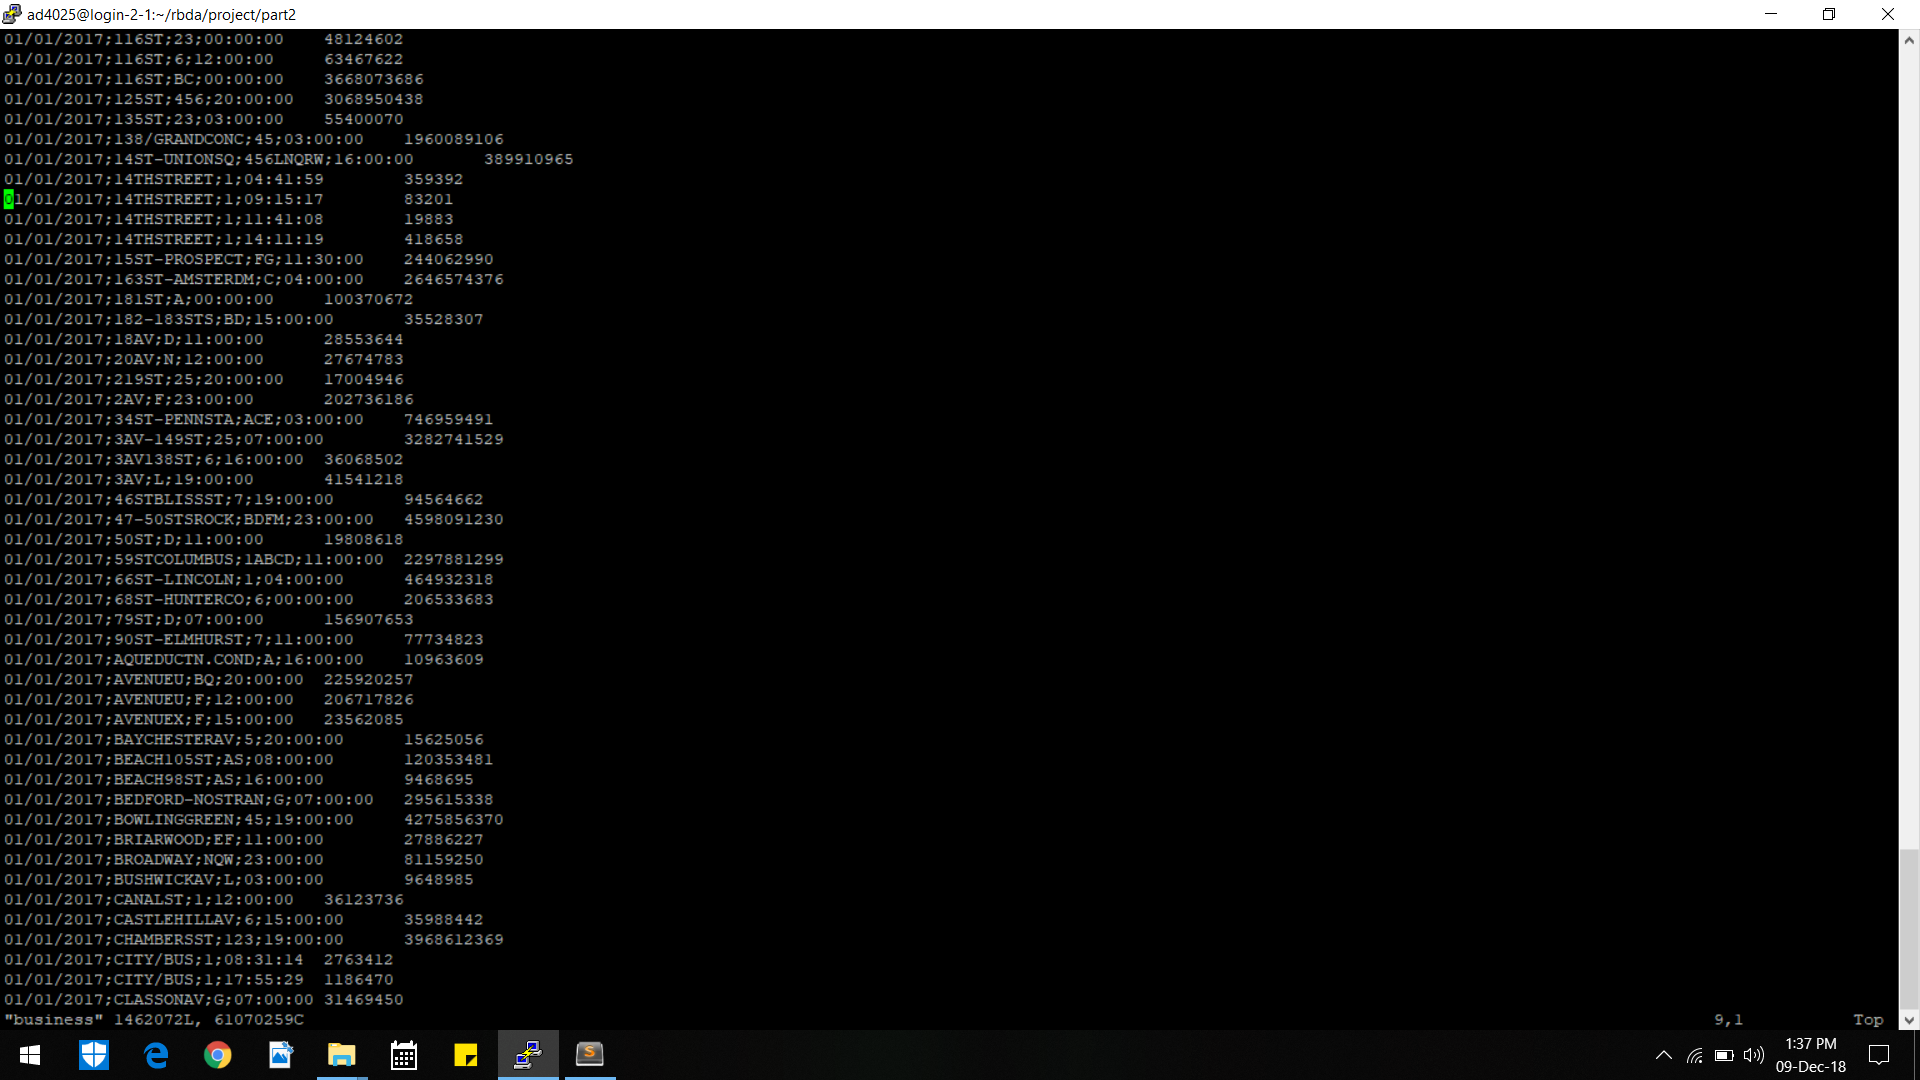 ad4025@login-2-1:~/rbda/project/part2
01/01/2017;116ST;23;00:00:00    48124602
01/01/2017;116ST;6;12:00:00     63467622
01/01/2017;116ST;BC;00:00:00    3668073686
01/01/2017;125ST;456;20:00:00   3068950438
01/01/2017;135ST;23;03:00:00    55400070
01/01/2017;138/GRANDCONC;45;03:00:00    1960089106
01/01/2017;14ST-UNIONSQ;456LNQRW;16:00:00       389910965
01/01/2017;14THSTREET;1;04:41:59        359392
01/01/2017;14THSTREET;1;09:15:17        83201
01/01/2017;14THSTREET;1;11:41:08        19883
01/01/2017;14THSTREET;1;14:11:19        418658
01/01/2017;15ST-PROSPECT;FG;11:30:00    244062990
01/01/2017;163ST-AMSTERDM;C;04:00:00    2646574376
01/01/2017;181ST;A;00:00:00     100370672
01/01/2017;182-183STS;BD;15:00:00       35528307
01/01/2017;18AV;D;11:00:00      28553644
01/01/2017;20AV;N;12:00:00      27674783
01/01/2017;219ST;25;20:00:00    17004946
01/01/2017;2AV;F;23:00:00       202736186
01/01/2017;34ST-PENNSTA;ACE;03:00:00    746959491
01/01/2017;3AV-149ST;25;07:00:00        3282741529
01/01/2017;3AV138ST;6;16:00:00  36068502
01/01/2017;3AV;L;19:00:00       41541218
01/01/2017;46STBLISSST;7;19:00:00       94564662
01/01/2017;47-50STSROCK;BDFM;23:00:00   4598091230
01/01/2017;50ST;D;11:00:00      19808618
01/01/2017;59STCOLUMBUS;1ABCD;11:00:00  2297881299
01/01/2017;66ST-LINCOLN;1;04:00:00      464932318
01/01/2017;68ST-HUNTERCO;6;00:00:00     206533683
01/01/2017;79ST;D;07:00:00      156907653
01/01/2017;90ST-ELMHURST;7;11:00:00     77734823
01/01/2017;AQUEDUCTN.COND;A;16:00:00    10963609
01/01/2017;AVENUEU;BQ;20:00:00  225920257
01/01/2017;AVENUEU;F;12:00:00   206717826
01/01/2017;AVENUEX;F;15:00:00   23562085
01/01/2017;BAYCHESTERAV;5;20:00:00      15625056
01/01/2017;BEACH105ST;AS;08:00:00       120353481
01/01/2017;BEACH98ST;AS;16:00:00        9468695
01/01/2017;BEDFORD-NOSTRAN;G;07:00:00   295615338
01/01/2017;BOWLINGGREEN;45;19:00:00     4275856370
01/01/2017;BRIARWOOD;EF;11:00:00        27886227
01/01/2017;BROADWAY;NQW;23:00:00        81159250
01/01/2017;BUSHWICKAV;L;03:00:00        9648985
01/01/2017;CANALST;1;12:00:00   36123736
01/01/2017;CASTLEHILLAV;6;15:00:00      35988442
01/01/2017;CHAMBERSST;123;19:00:00      3968612369
01/01/2017;CITY/BUS;1;08:31:14  2763412
01/01/2017;CITY/BUS;1;17:55:29  1186470
01/01/2017;CLASSONAV;G;07:00:00 31469450
"business" 1462072L, 61070259C 9,1 Top
1:37 PM
09-Dec-18